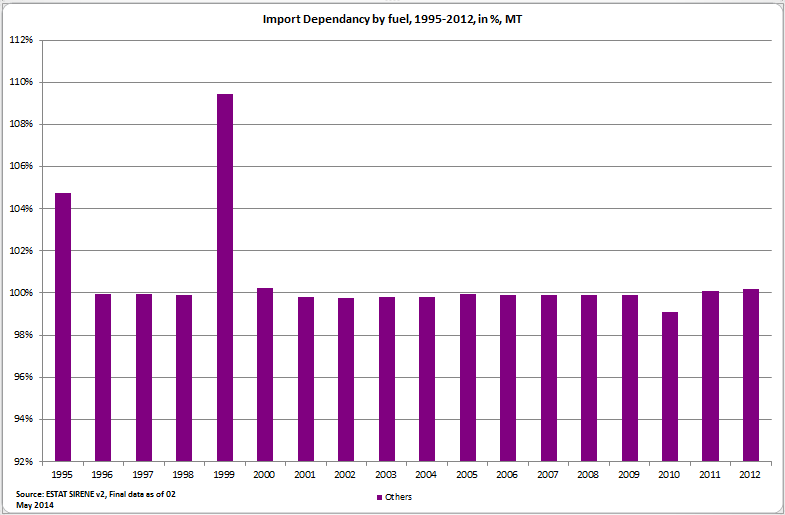 Import Dependancy by fuel, 1995-2012, in %, MT
112%
110%
108%
106%
104%
102%
100%
98%
96%
94%
92%
1995 1996 1997 1998 1999 2000 2001 2002 2003 2004 2005 2006 2007 2008 2009 2010 2011 2012
Source: ESTAT SIRENE v2, Final data as of 02
May 2014
Others